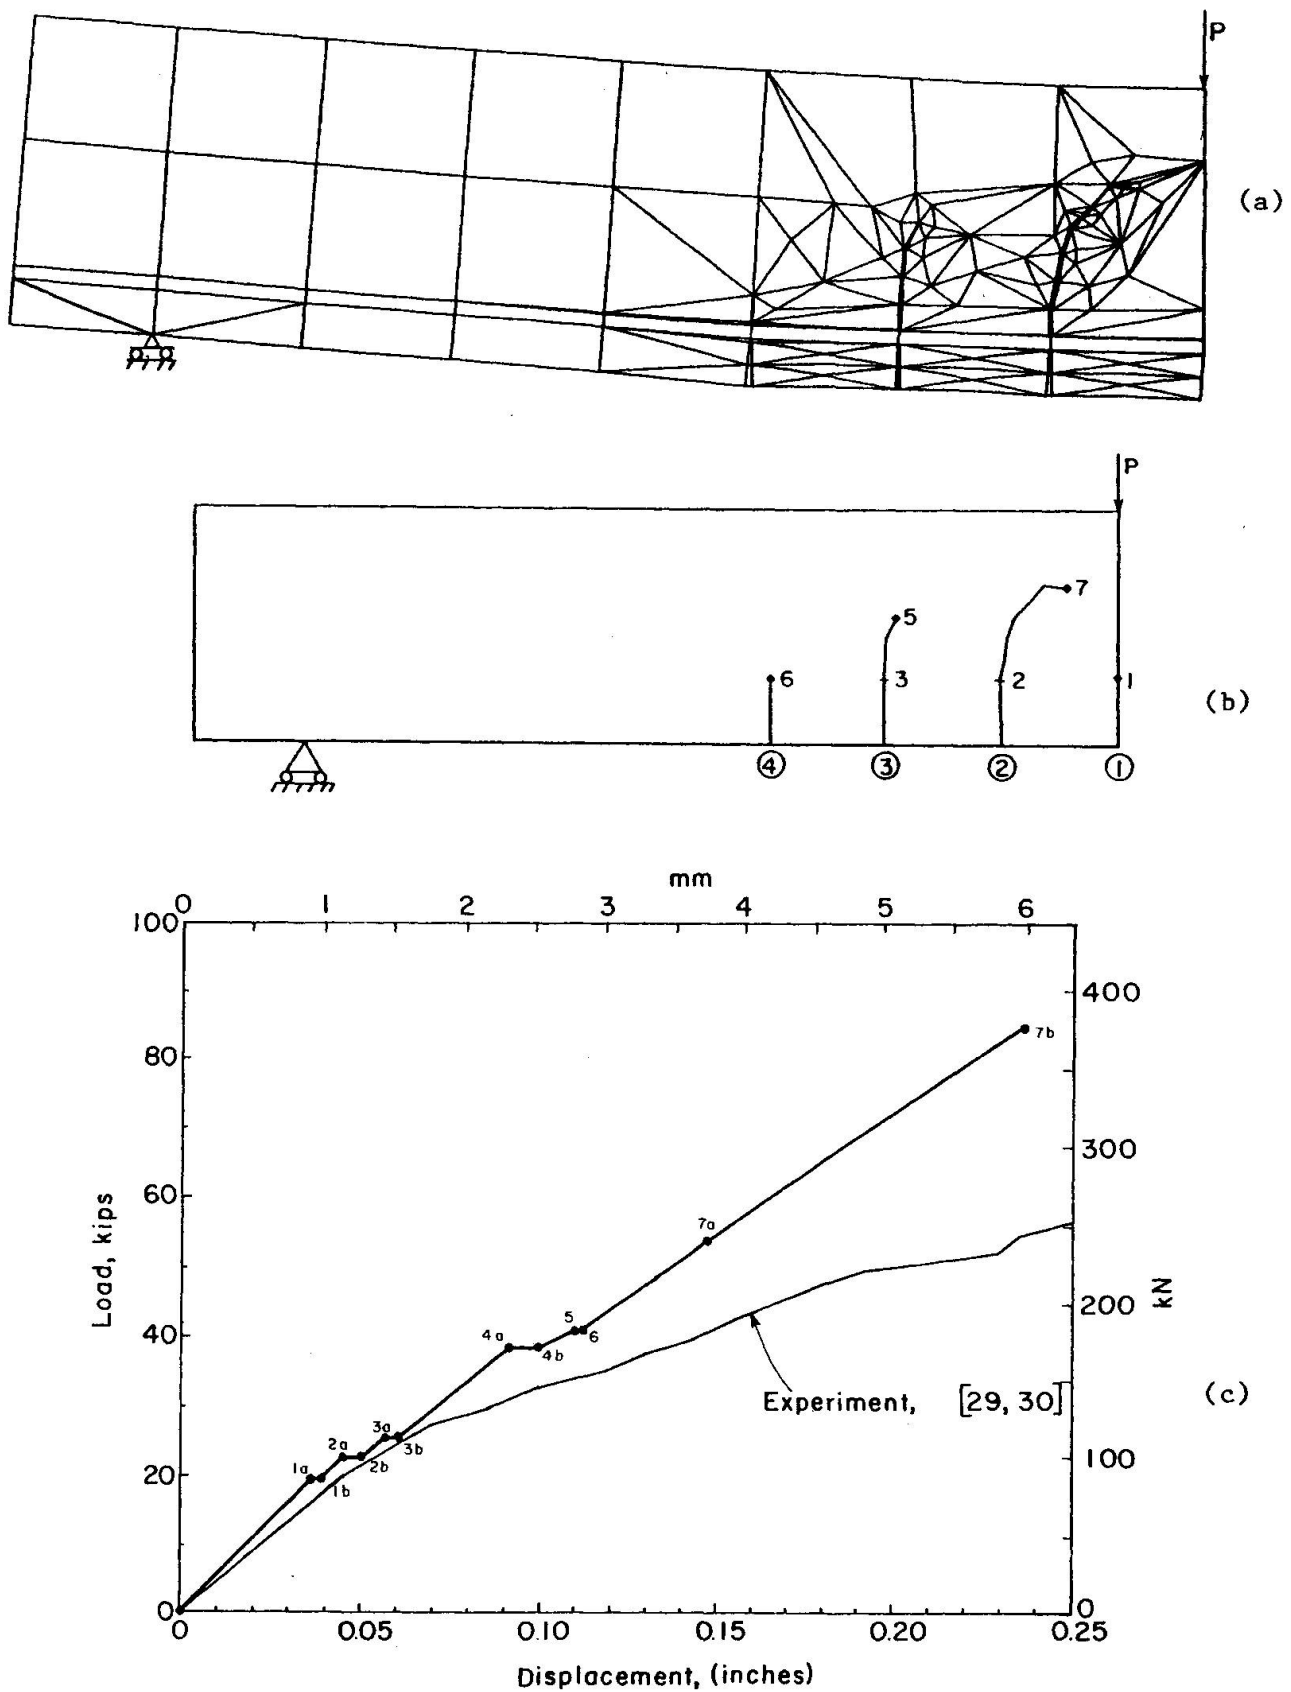 P
(a)
P
7
5
6
3
2
1
(b)
④ ③ ② ①
mm
0 1 2 3 4 5 6
100
400
7b
80
300
60
7a
Load, kips
200
kN
5
4a
6
40
4b
Experiment, [29, 30]
(c)
3a
2a
3b
100
1a
2b
20
1b
0
0
0 0.05 0.10 0.15 0.20 0.25
Displacement, (inches)